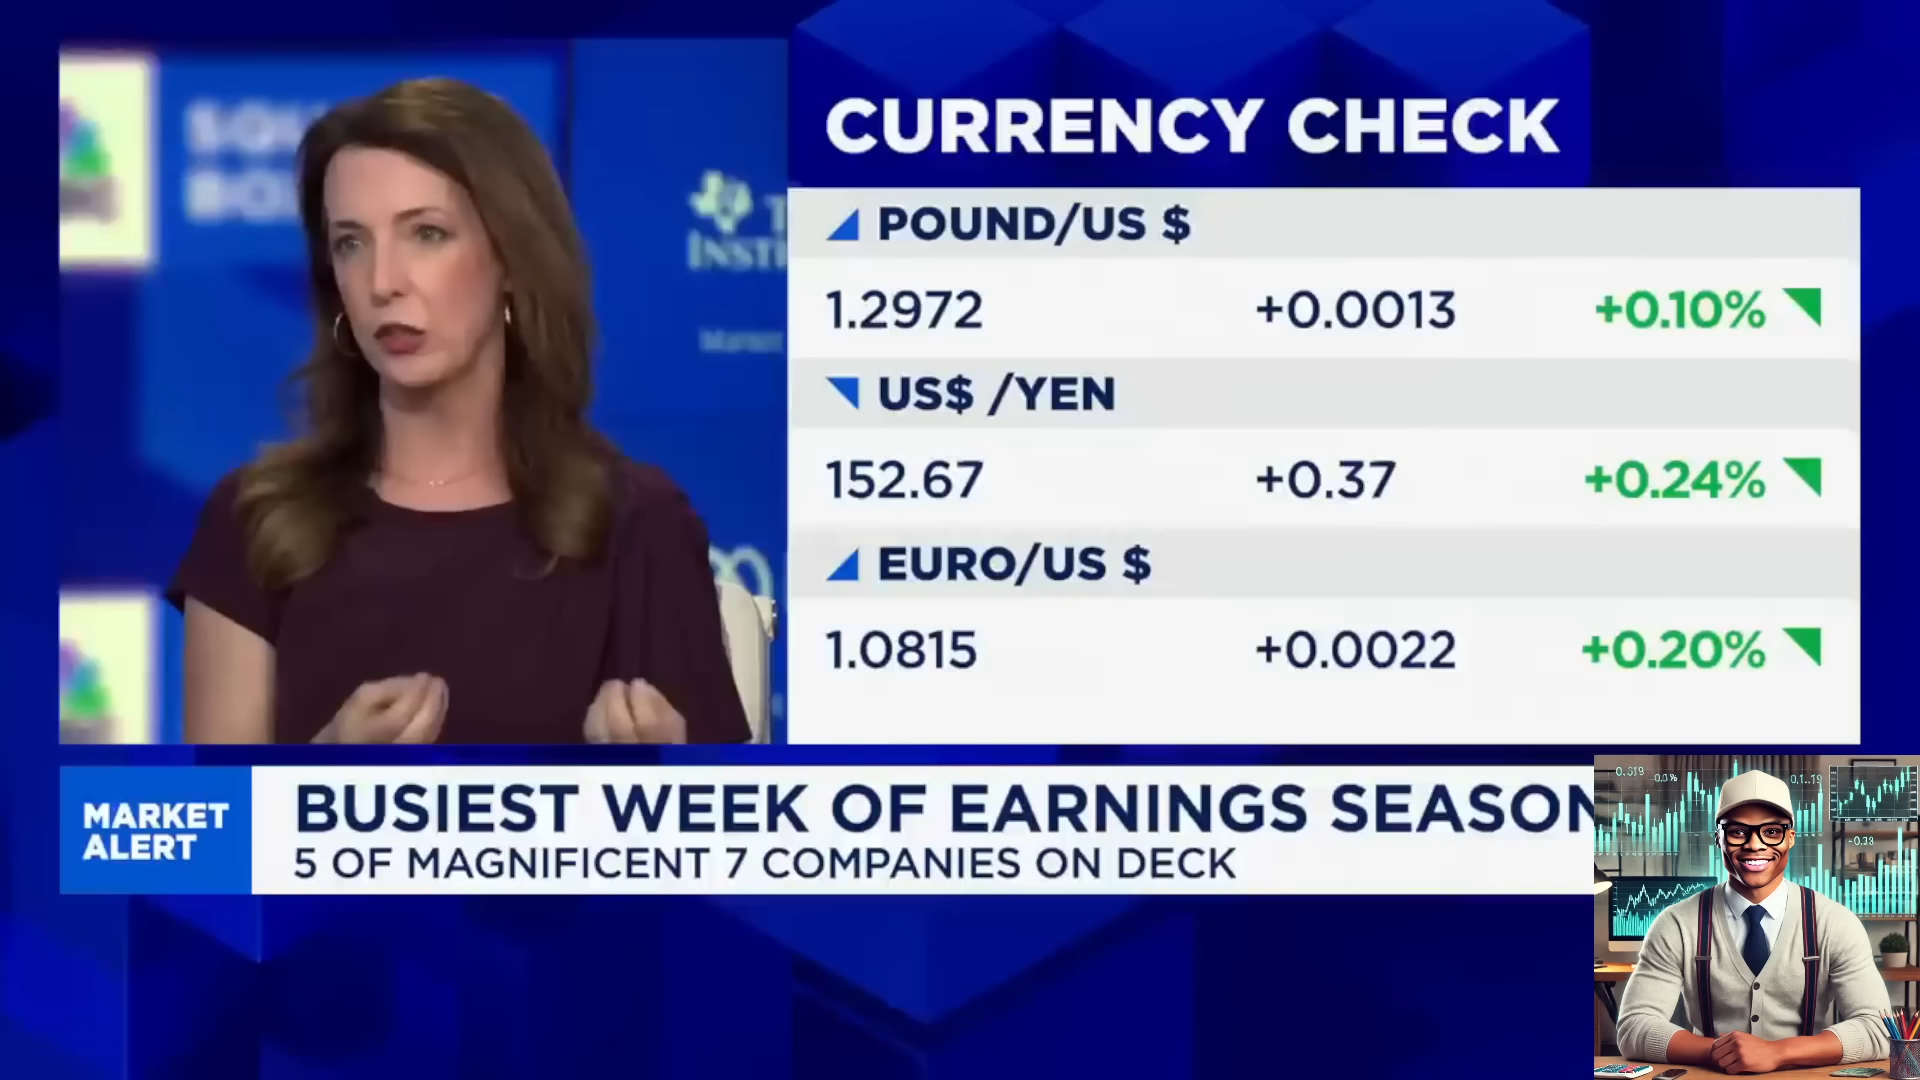 CURRENCY CHECK
POUND/US $
1.2972 +0.0013 +0.10%
US$ /YEN
152.67 +0.37 +0.24%
EURO/US $
1.0815 +0.0022 +0.20%
MARKET
ALERT
BUSIEST WEEK OF EARNINGS SEASON
5 OF MAGNIFICENT 7 COMPANIES ON DECK